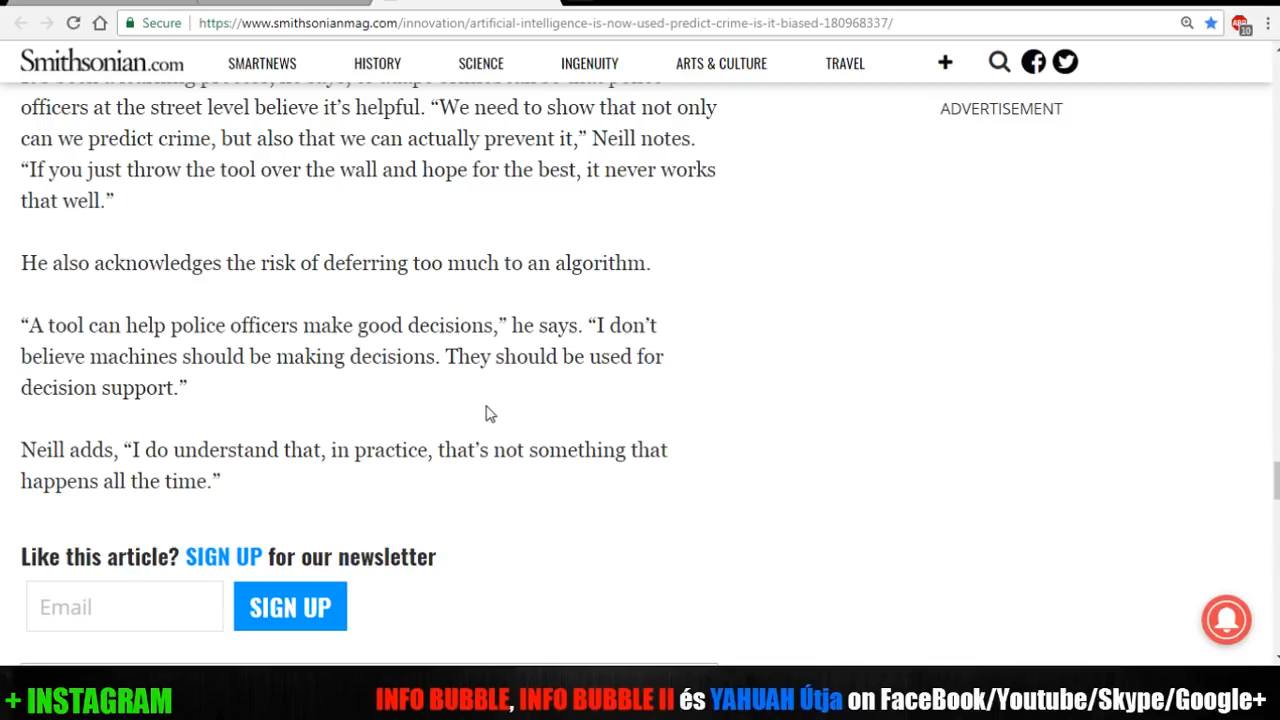 Secure
https://www.smithsonianmag.com/innovation/artificial-intelligence-is-now-used-predict-crime-is-it-biased-180968337/
10
Smithsonian.com
SMARTNEWS HISTORY SCIENCE INGENUITY ARTS & CULTURE TRAVEL
officers at the street level believe it’s helpful. “We need to show that not only
can we predict crime, but also that we can actually prevent it,” Neill notes.
“If you just throw the tool over the wall and hope for the best, it never works
that well.”
ADVERTISEMENT
He also acknowledges the risk of deferring too much to an algorithm.
“A tool can help police officers make good decisions,” he says. “I don’t
believe machines should be making decisions. They should be used for
decision support.”
Neill adds, “I do understand that, in practice, that’s not something that
happens all the time.”
Like this article? SIGN UP for our newsletter
Email
SIGN UP
+ INSTAGRAM
INFO BUBBLE, INFO BUBBLE II és YAHUAH Útja on FaceBook/Youtube/Skype/Google+